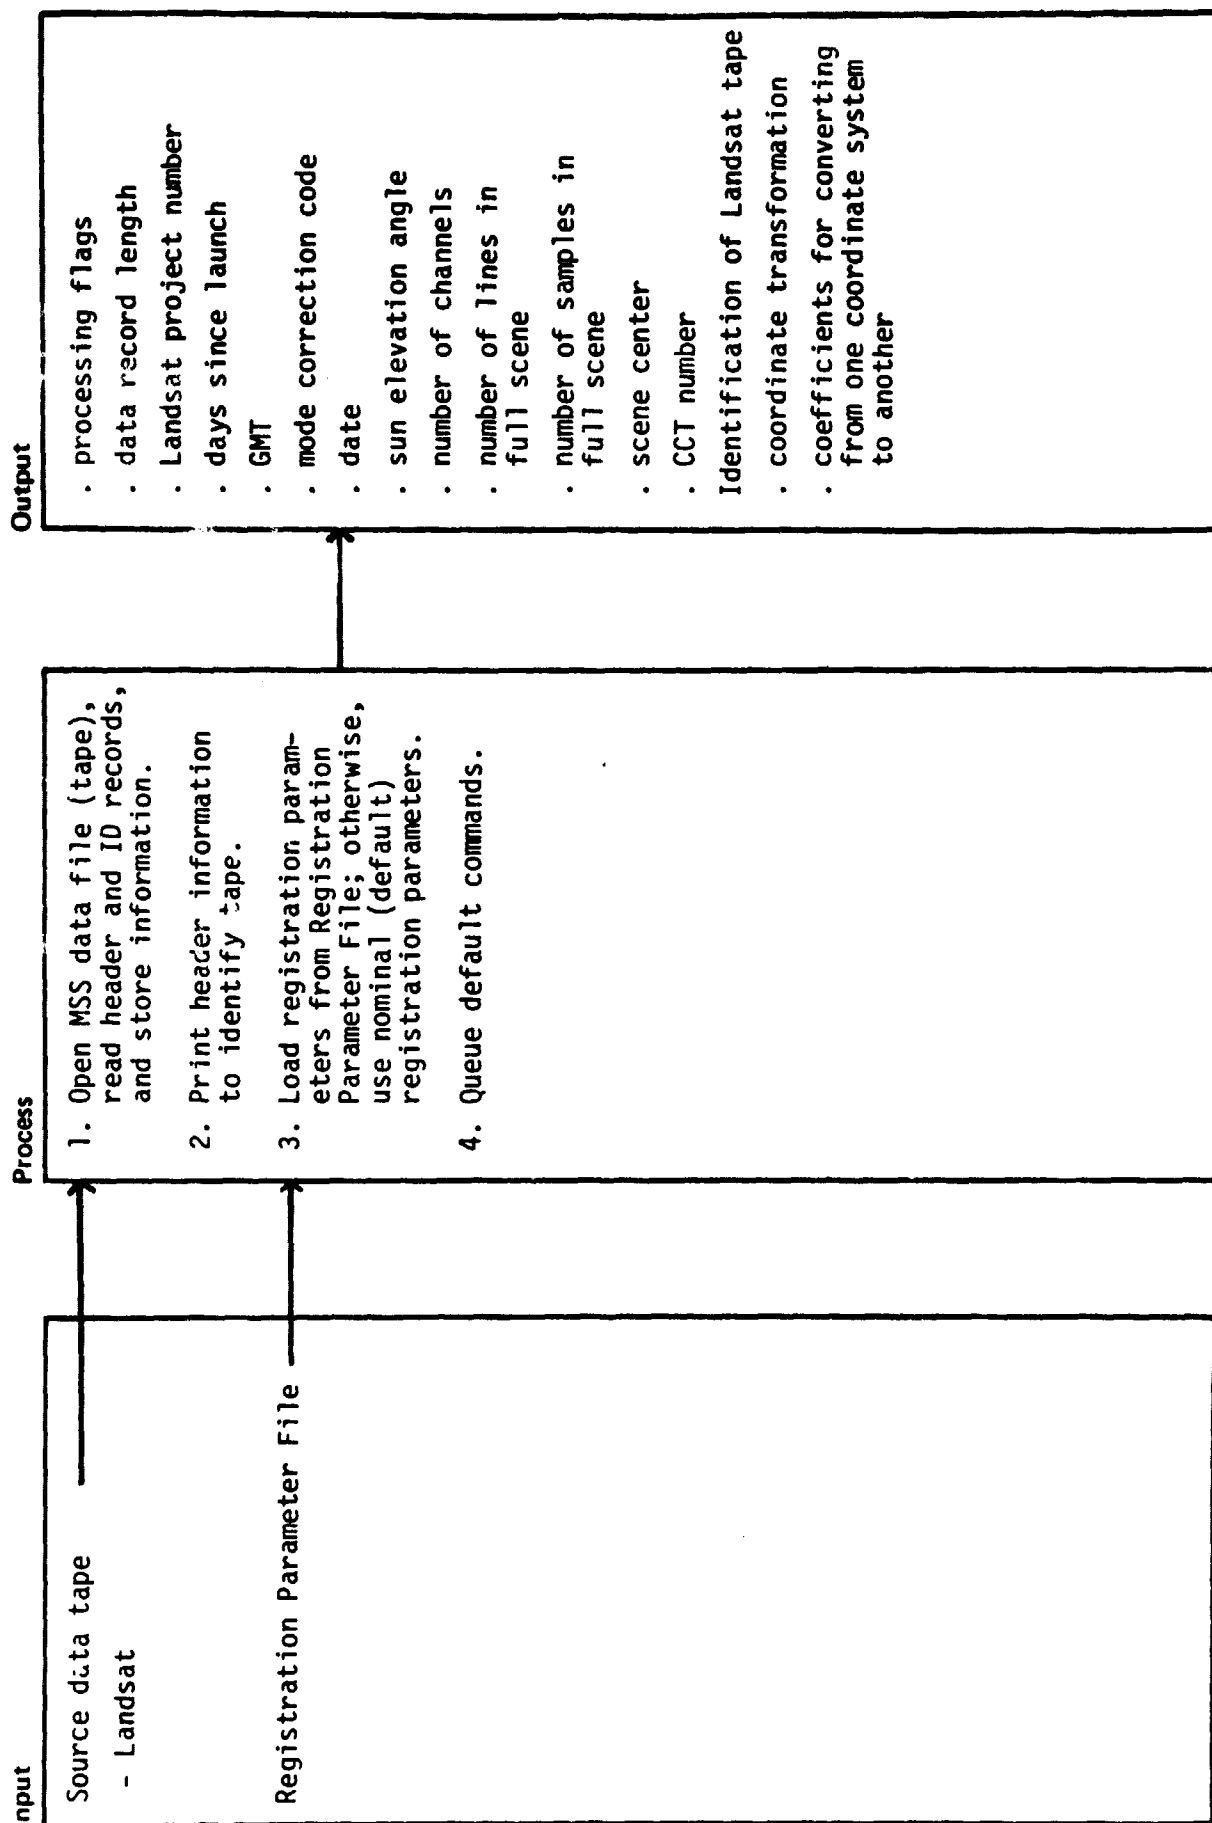 nput
Source data tape
- Landsat
Registration Parameter File
Process
1. Open MSS data file (tape),
read header and ID records,
and store information.
2. Print header information
to identify tape.
3. Load registration param-
eters from Registration
Parameter File; otherwise,
use nominal (default)
registration parameters.
4. Queue default commands.
Output
. processing flags
. data record length
. Landsat project number
. days since launch
. GMT
. mode correction code
. date
. sun elevation angle
. number of channels
. number of lines in
full scene
. number of samples in
full scene
. scene center
. CCT number
Identification of Landsat tape
. coordinate transformation
. coefficients for converting
from one coordinate system
to another